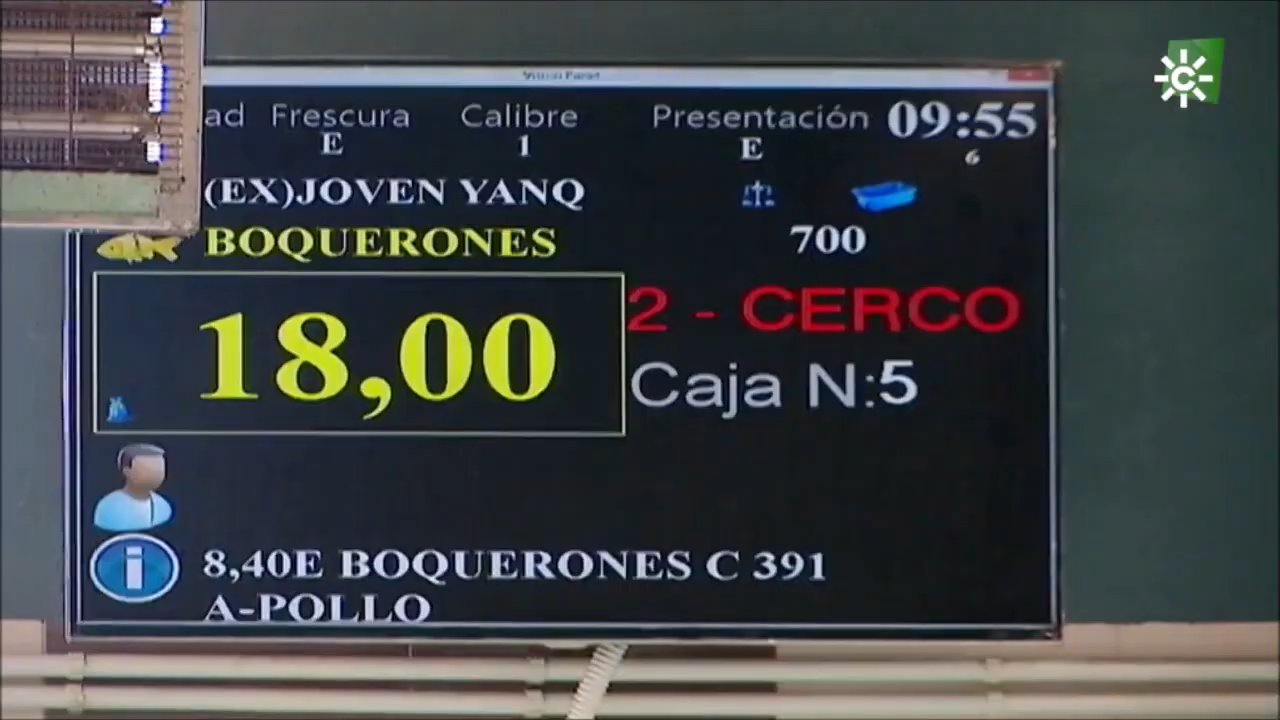 ad Frescura Calibre Presentación 09:55
E 1 E 6
(EX)JOVEN YANQ
BOQUERONES 700
18,00 2 - CERCO
Caja N:5
8,40E BOQUERONES C 391
A-POLLO